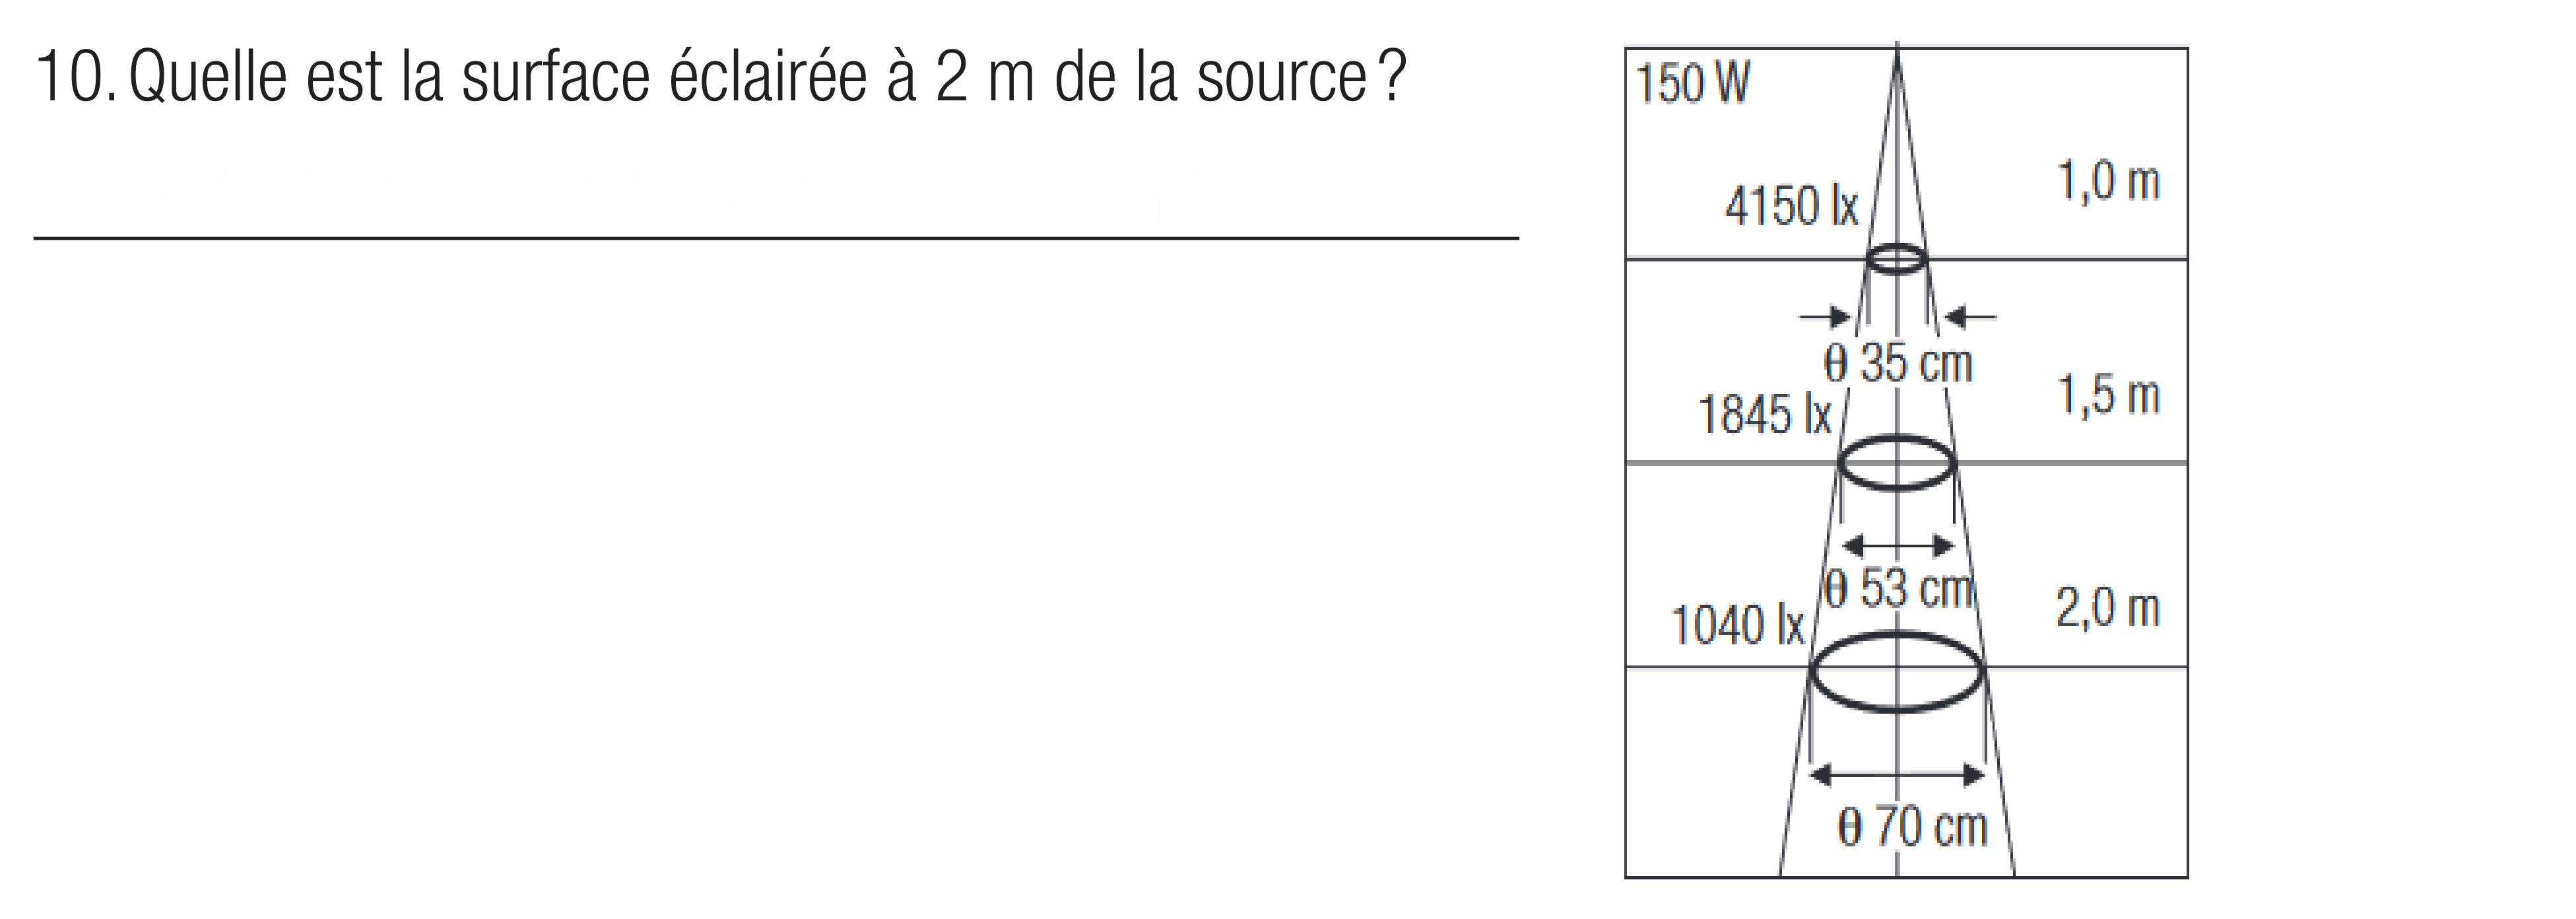 10. Quelle est la surface éclairée à 2 m de la source ?
150 W
1,0 m
4150 lx
θ 35 cm
1,5 m
1845 lx
θ 53 cm
2,0 m
1040 lx
θ 70 cm